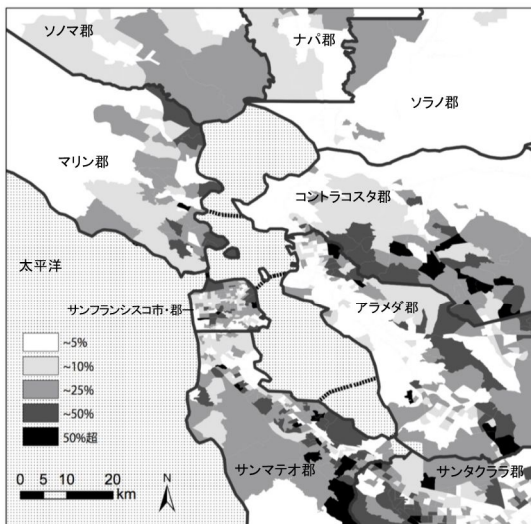 ソノマ郡
ナパ郡
ソラノ郡
マリン郡
コントラコスタ郡
太平洋
サンフランシスコ市・郡
アラメダ郡
~5%
~10%
~25%
~50%
50%超
サンマテオ郡
サンタクララ郡
0 5 10 20
km
N